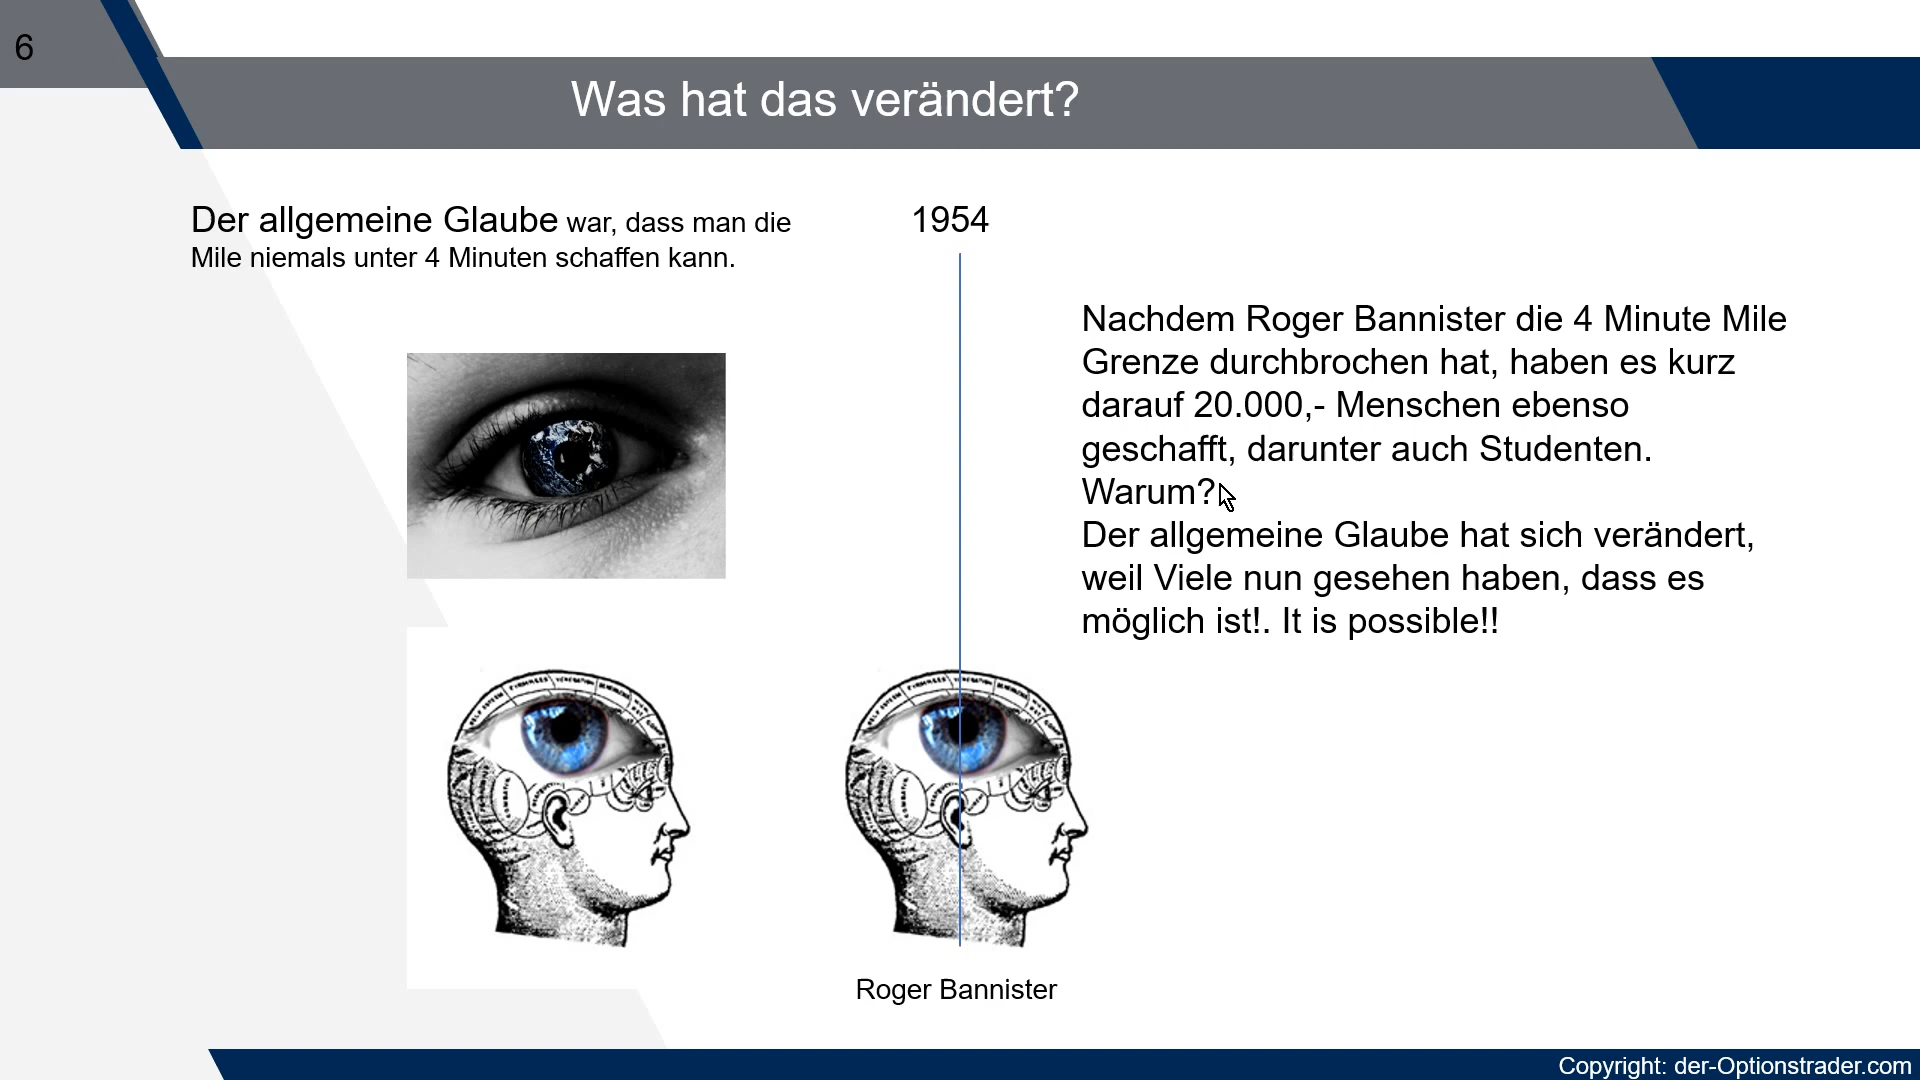 6
Was hat das verändert?
Der allgemeine Glaube war, dass man die
Mile niemals unter 4 Minuten schaffen kann.
1954
Nachdem Roger Bannister die 4 Minute Mile
Grenze durchbrochen hat, haben es kurz
darauf 20.000,- Menschen ebenso
geschafft, darunter auch Studenten.
Warum?
Der allgemeine Glaube hat sich verändert,
weil Viele nun gesehen haben, dass es
möglich ist!. It is possible!!
Roger Bannister
Copyright: der-Optionstrader.com